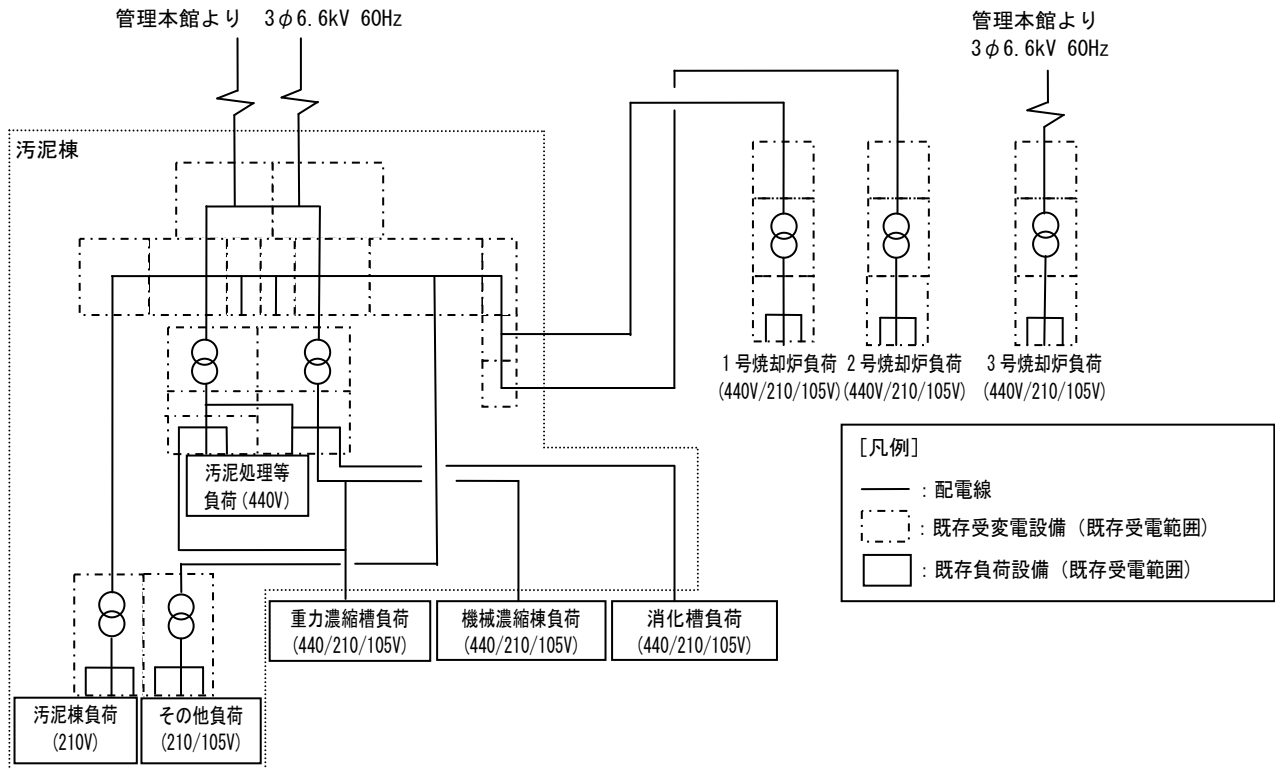 管理本館より 3φ6.6kV 60Hz
管理本館より
3φ6.6kV 60Hz
汚泥棟
1号焼却炉負荷
(440V/210/105V)
2号焼却炉負荷
(440V/210/105V)
3号焼却炉負荷
(440V/210/105V)
汚泥処理等
負荷(440V)
[凡例]
:配電線
:既存受変電設備(既存受電範囲)
:既存負荷設備(既存受電範囲)
重力濃縮槽負荷
(440/210/105V)
機械濃縮棟負荷
(440/210/105V)
消化槽負荷
(440/210/105V)
汚泥棟負荷
(210V)
その他負荷
(210/105V)